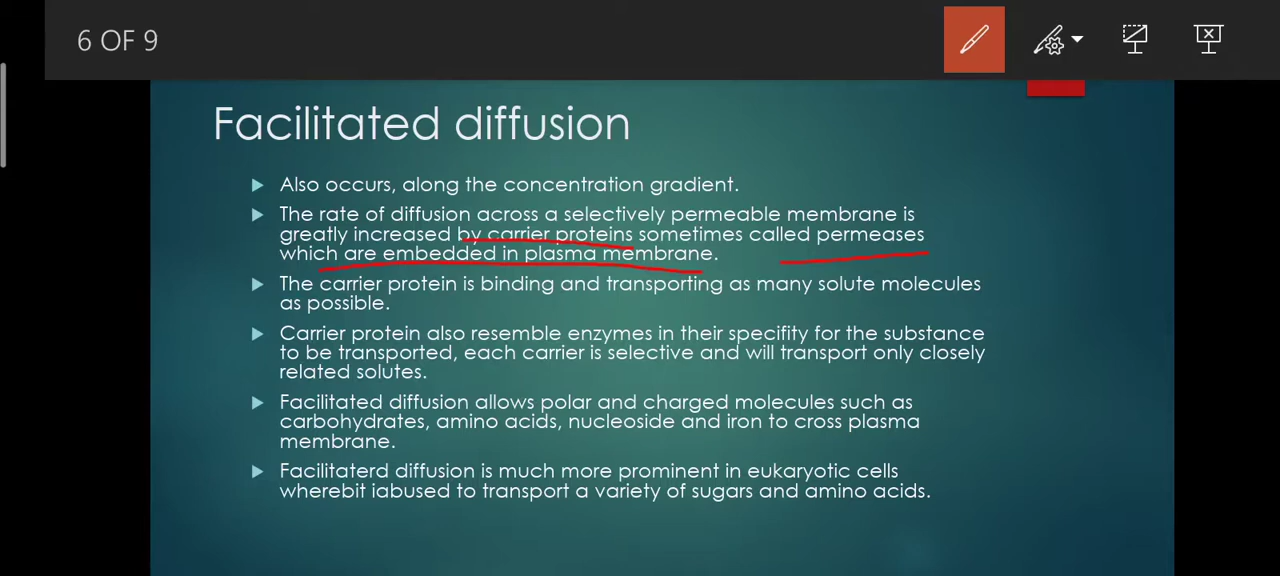 6 OF 9
Facilitated diffusion
Also occurs, along the concentration gradient.
The rate of diffusion across a selectively permeable membrane is
greatly increased by carrier proteins sometimes called permeases
which are embedded in plasma membrane.
The carrier protein is binding and transporting as many solute molecules
as possible.
Carrier protein also resemble enzymes in their specifity for the substance
to be transported, each carrier is selective and will transport only closely
related solutes.
Facilitated diffusion allows polar and charged molecules such as
carbohydrates, amino acids, nucleoside and iron to cross plasma
membrane.
Facilitaterd diffusion is much more prominent in eukaryotic cells
wherebit iabused to transport a variety of sugars and amino acids.